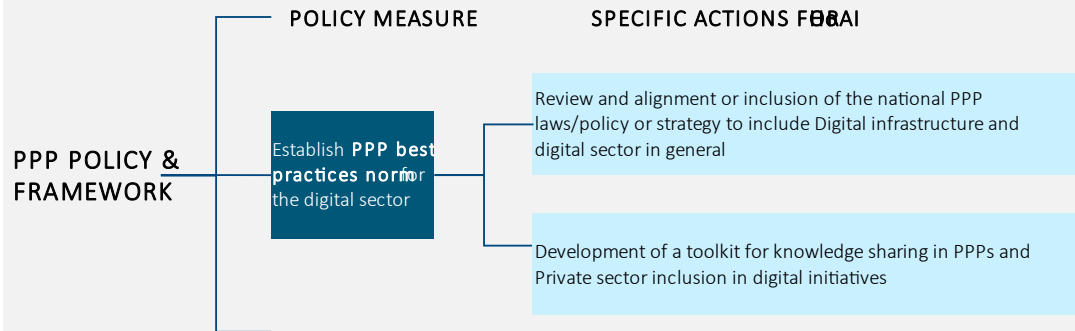 POLICY MEASURE
SPECIFIC ACTIONS FOR
PPP POLICY &
FRAMEWORK
Establish PPP best
practices norm for
the digital sector
Review and alignment or inclusion of the national PPP
laws/policy or strategy to include Digital infrastructure and
digital sector in general
Development of a toolkit for knowledge sharing in PPPs and
Private sector inclusion in digital initiatives